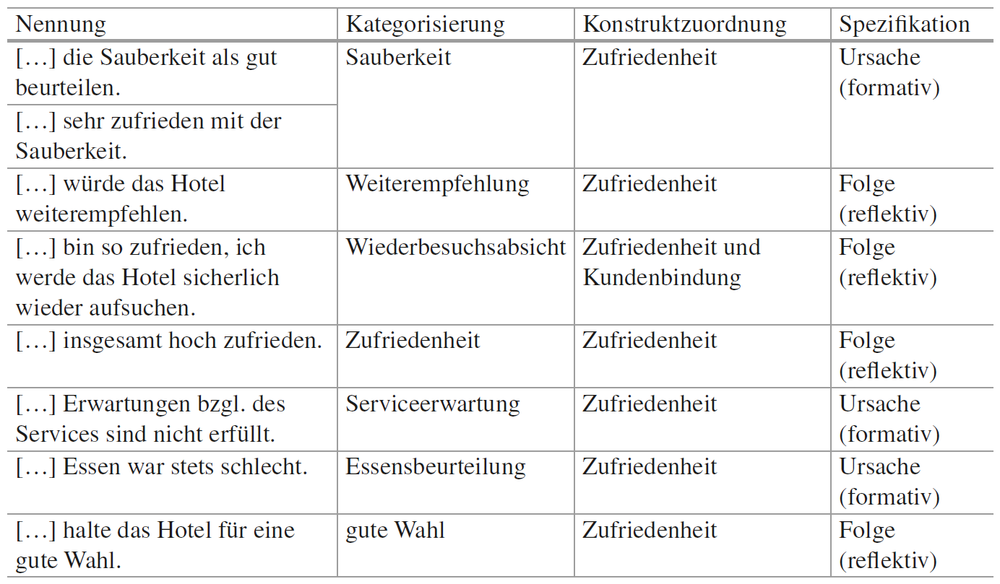 Nennung Kategorisierung Konstruktzuordnung Spezifikation
[…] die Sauberkeit als gut Sauberkeit Zufriedenheit Ursache
beurteilen. (formativ)
[…] sehr zufrieden mit der
Sauberkeit.
[…] würde das Hotel Weiterempfehlung Zufriedenheit Folge
weiterempfehlen. (reflektiv)
[…] bin so zufrieden, ich Wiederbesuchsabsicht Zufriedenheit und Folge
werde das Hotel sicherlich Kundenbindung (reflektiv)
wieder aufsuchen.
[…] insgesamt hoch zufrieden. Zufriedenheit Zufriedenheit Folge
(reflektiv)
[…] Erwartungen bzgl. des Serviceerwartung Zufriedenheit Ursache
Services sind nicht erfüllt. (formativ)
[…] Essen war stets schlecht. Essensbeurteilung Zufriedenheit Ursache
(formativ)
[…] halte das Hotel für eine gute Wahl Zufriedenheit Folge
gute Wahl. (reflektiv)